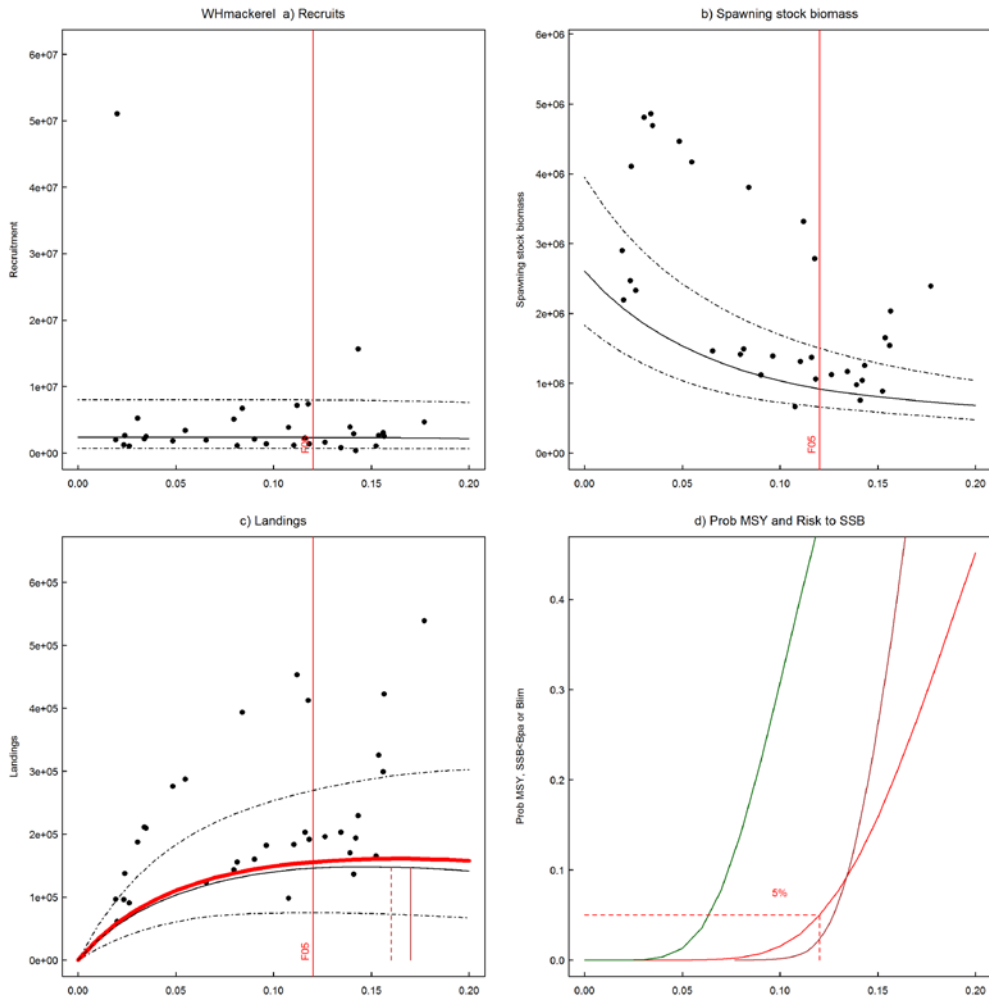 WHmackerel a) Recruits
Recruitment
6e+07
5e+07
4e+07
3e+07
2e+07
1e+07
0e+00
F05
0.00 0.05 0.10 0.15 0.20
b) Spawning stock biomass
Spawning stock biomass
6e+06
5e+06
4e+06
3e+06
2e+06
1e+06
0e+00
F05
0.00 0.05 0.10 0.15 0.20
c) Landings
Landings
6e+05
5e+05
4e+05
3e+05
2e+05
1e+05
0e+00
F05
0.00 0.05 0.10 0.15 0.20
d) Prob MSY and Risk to SSB
Prob MSY, SSB<Bpa or Blim
0.4
0.3
0.2
0.1
0.0
5%
0.00 0.05 0.10 0.15 0.20